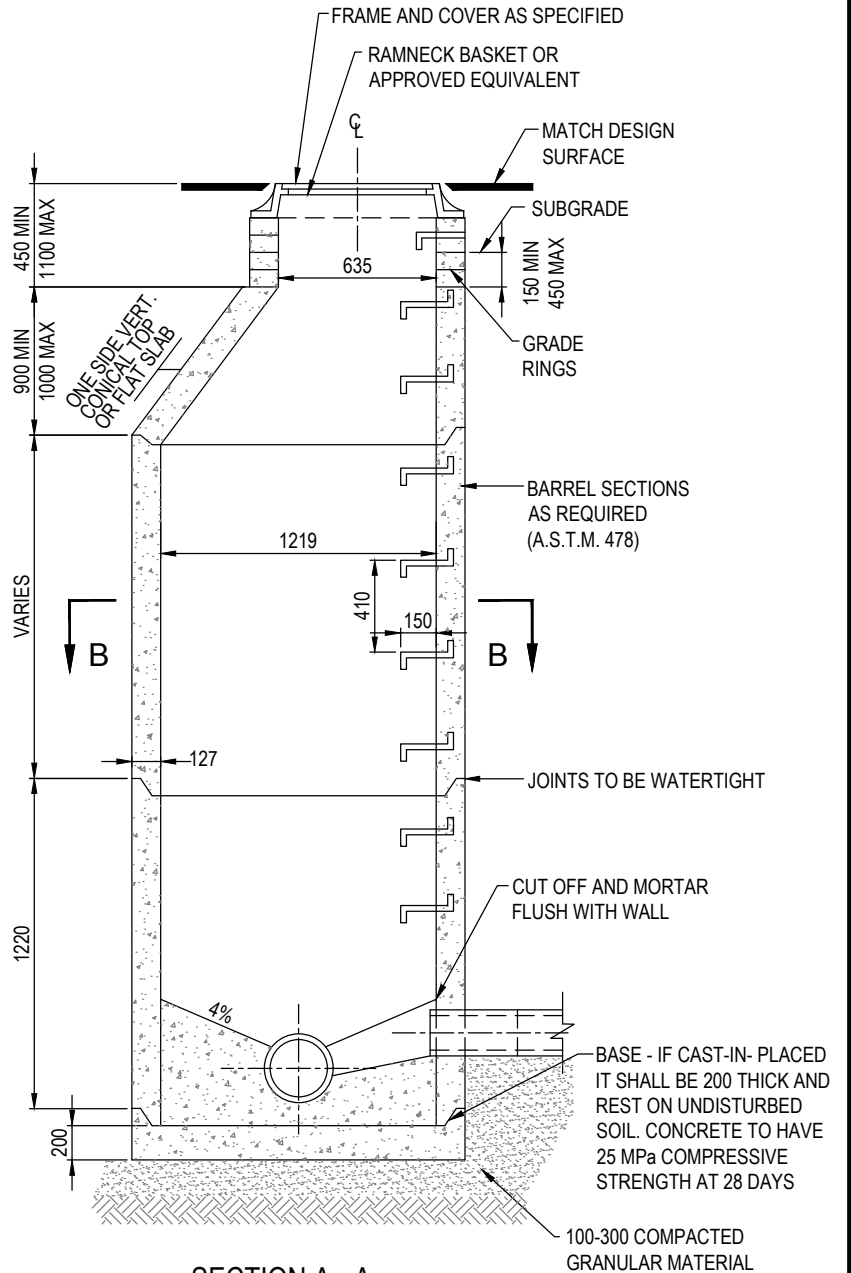 FRAME AND COVER AS SPECIFIED
RAMNECK BASKET OR
APPROVED EQUIVALENT
℄
MATCH DESIGN
SURFACE
SUBGRADE
450 MIN
1100 MAX
635
150 MIN
450 MAX
GRADE
RINGS
900 MIN
1000 MAX
ONE SIDE VERT.
CONICAL TOP
OR FLAT SLAB
BARREL SECTIONS
AS REQUIRED
(A.S.T.M. 478)
1219
VARIES
410
150
B
B
127
JOINTS TO BE WATERTIGHT
CUT OFF AND MORTAR
FLUSH WITH WALL
1220
4%
BASE - IF CAST-IN- PLACED
IT SHALL BE 200 THICK AND
REST ON UNDISTURBED
SOIL. CONCRETE TO HAVE
25 MPa COMPRESSIVE
STRENGTH AT 28 DAYS
200
100-300 COMPACTED
GRANULAR MATERIAL
SECTION A - A